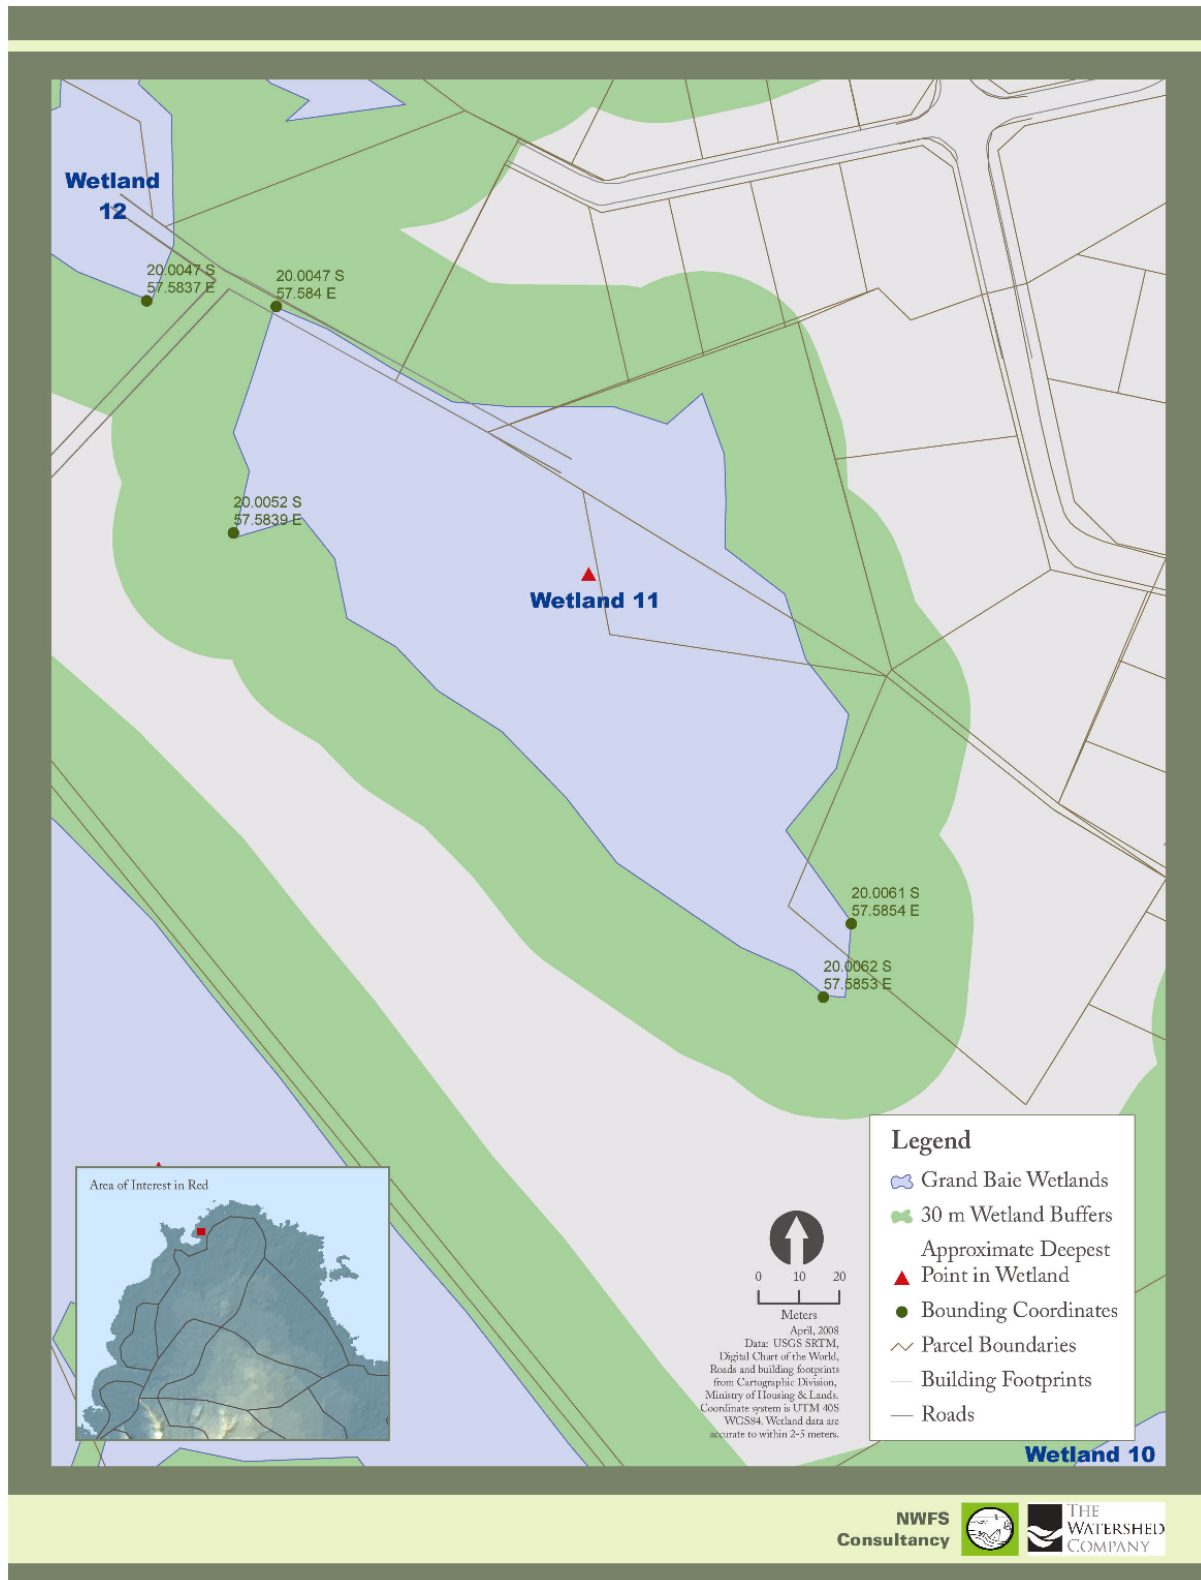 Wetland
12
20.0047 S
57.5837 E
20.0047 S
57.584 E
20.0052 S
57.5839 E
Wetland 11
20.0061 S
57.5854 E
20.0062 S
57.5853 E
Area of Interest in Red
0 10 20
Meters
April, 2008
Data: USGS SRTM,
Digital Chart of the World,
Roads and building footprints
from Cartographic Division,
Ministry of Housing & Lands.
Coordinate system is UTM 40S
WGS84. Wetland data are
accurate to within 2-5 meters.
Legend
Grand Baie Wetlands
30 m Wetland Buffers
Approximate Deepest
Point in Wetland
Bounding Coordinates
Parcel Boundaries
Building Footprints
Roads
Wetland 10
NWFS
Consultancy
THE
WATERSHED
COMPANY